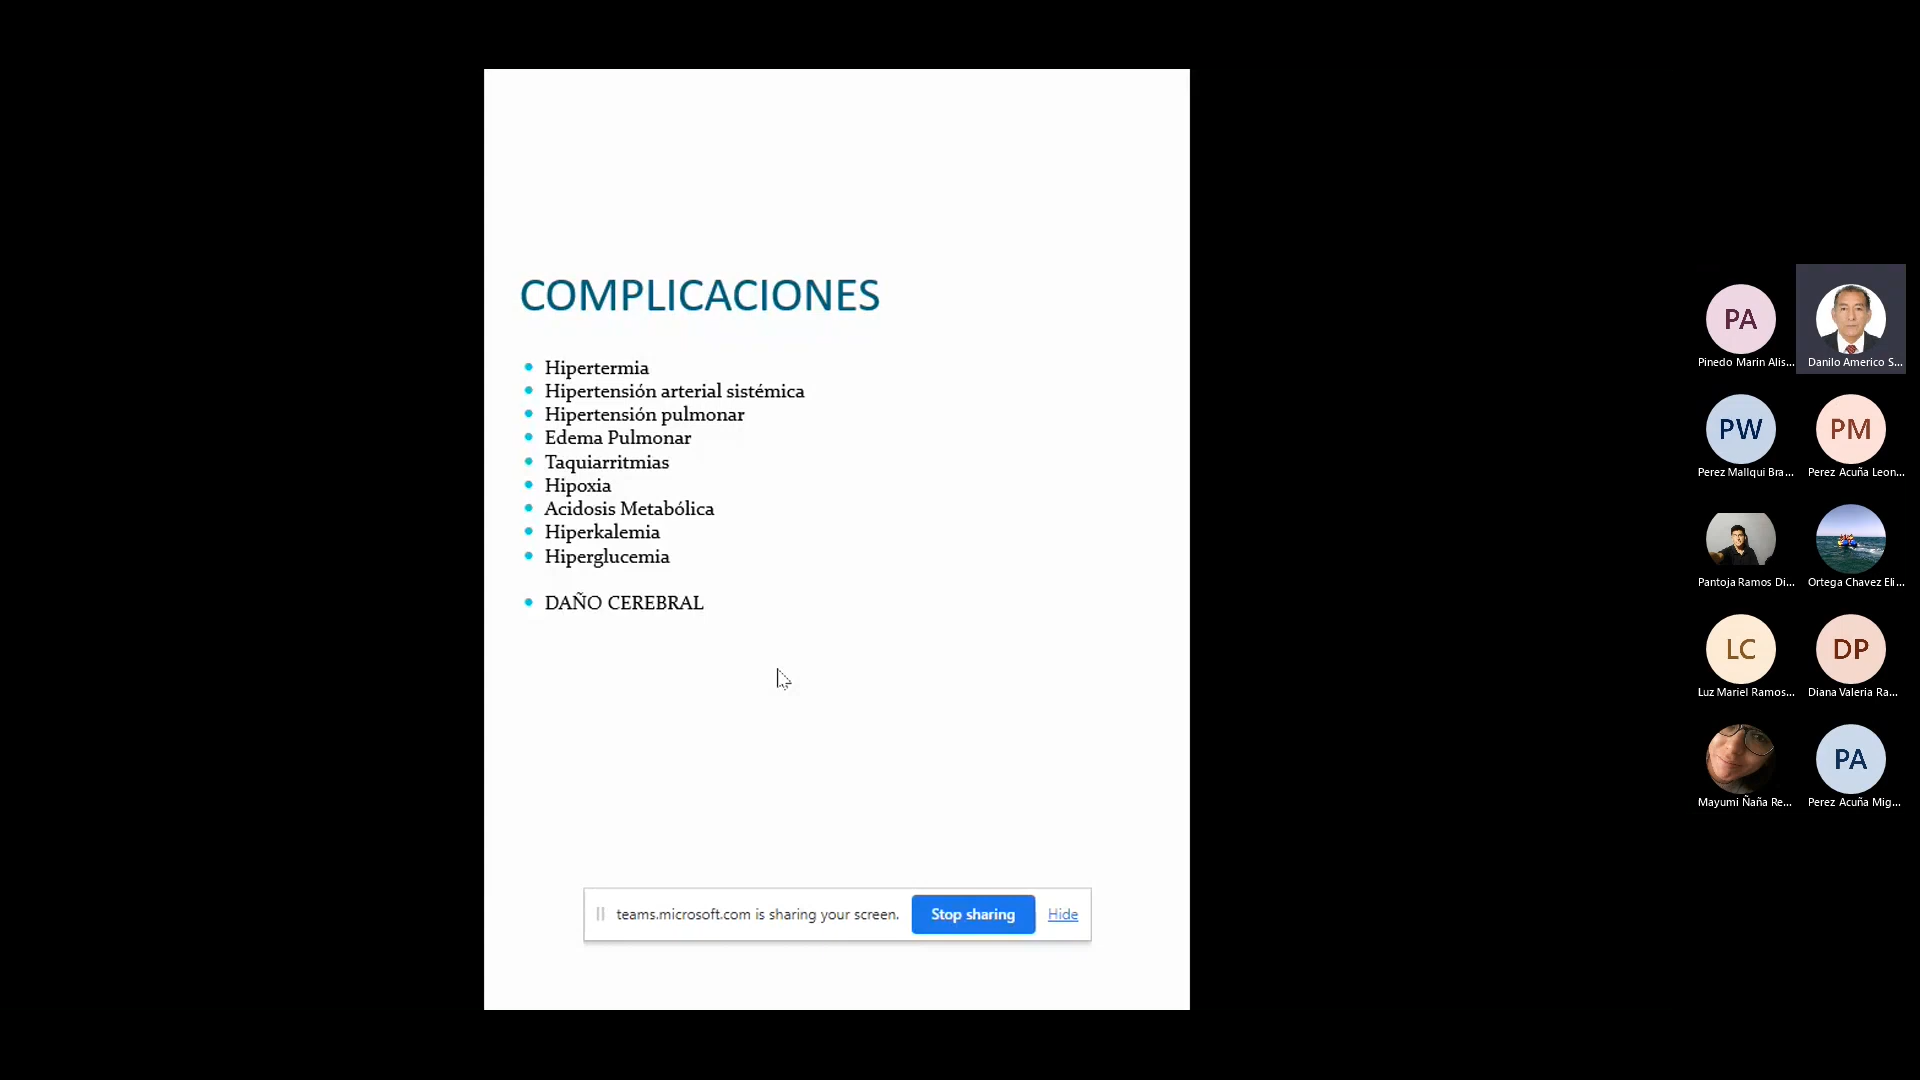 COMPLICACIONES
Hipertermia
Hipertensión arterial sistémica
Hipertensión pulmonar
Edema Pulmonar
Taquiarritmias
Hipoxia
Acidosis Metabólica
Hiperkalemia
Hiperglucemia
DAÑO CEREBRAL
teams.microsoft.com is sharing your screen. Stop sharing Hide
PA
Pinedo Marin Alis... Danilo Americo S...
PW PM
Perez Mallqui Bra... Perez Acuña Leon...
Pantoja Ramos Di... Ortega Chavez Eli...
LC DP
Luz Mariel Ramos... Diana Valeria Ra...
PA
Mayumi Ñaña Re... Perez Acuña Mig...